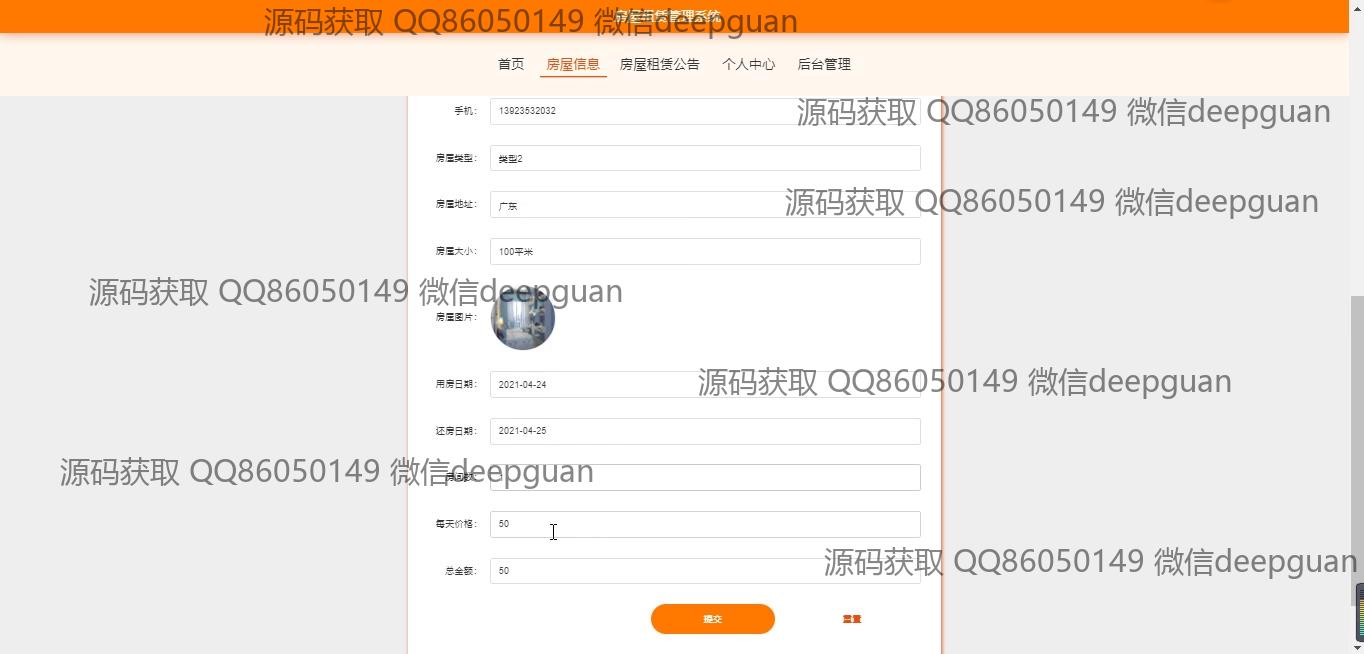 房屋租赁管理系统
源码获取 QQ86050149 微信deepguan
首页 房屋信息 房屋租赁公告 个人中心 后台管理
手机： 13923532032
源码获取 QQ86050149 微信deepguan
房屋类型： 类型2
房屋地址： 广东
源码获取 QQ86050149 微信deepguan
房屋大小： 100平米
源码获取 QQ86050149 微信deepguan
房屋图片：
用房日期： 2021-04-24
源码获取 QQ86050149 微信deepguan
还房日期： 2021-04-25
房间数：
源码获取 QQ86050149 微信deepguan
每天价格： 50
总金额： 50
源码获取 QQ86050149 微信deepguan
提交 重置